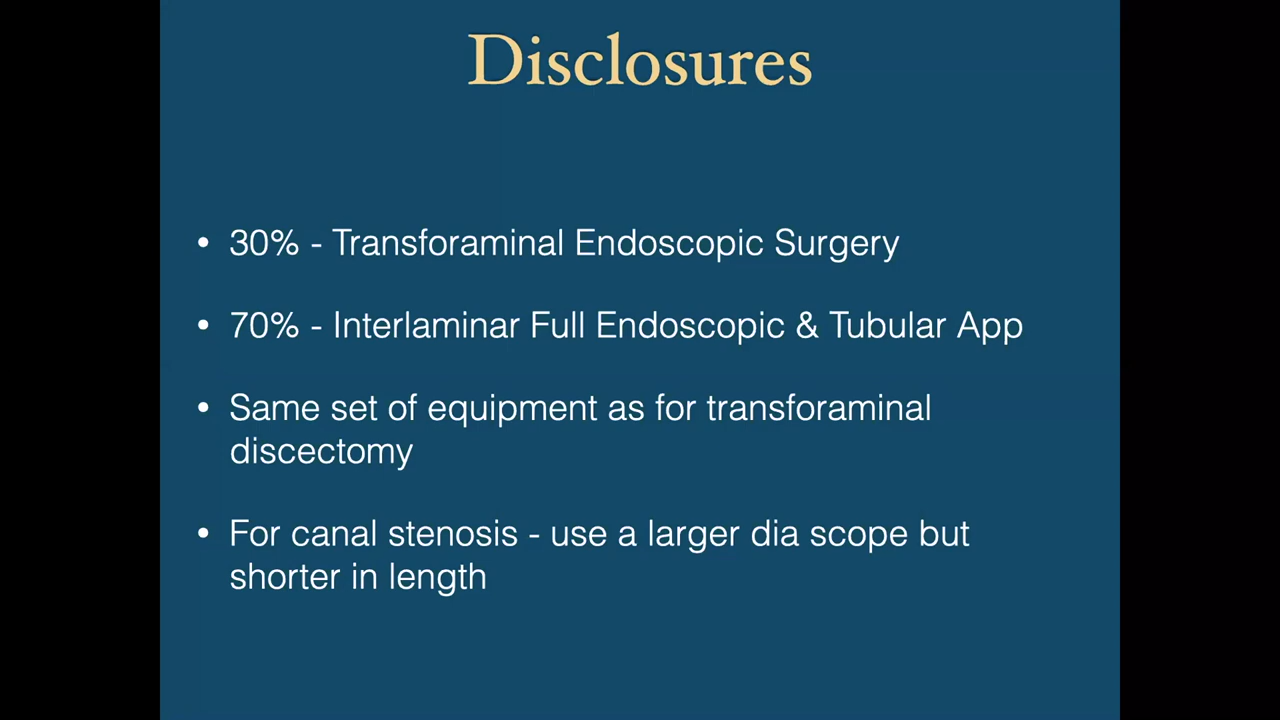 Disclosures
• 30% - Transforaminal Endoscopic Surgery
• 70% - Interlaminar Full Endoscopic & Tubular App
• Same set of equipment as for transforaminal
discectomy
• For canal stenosis - use a larger dia scope but
shorter in length